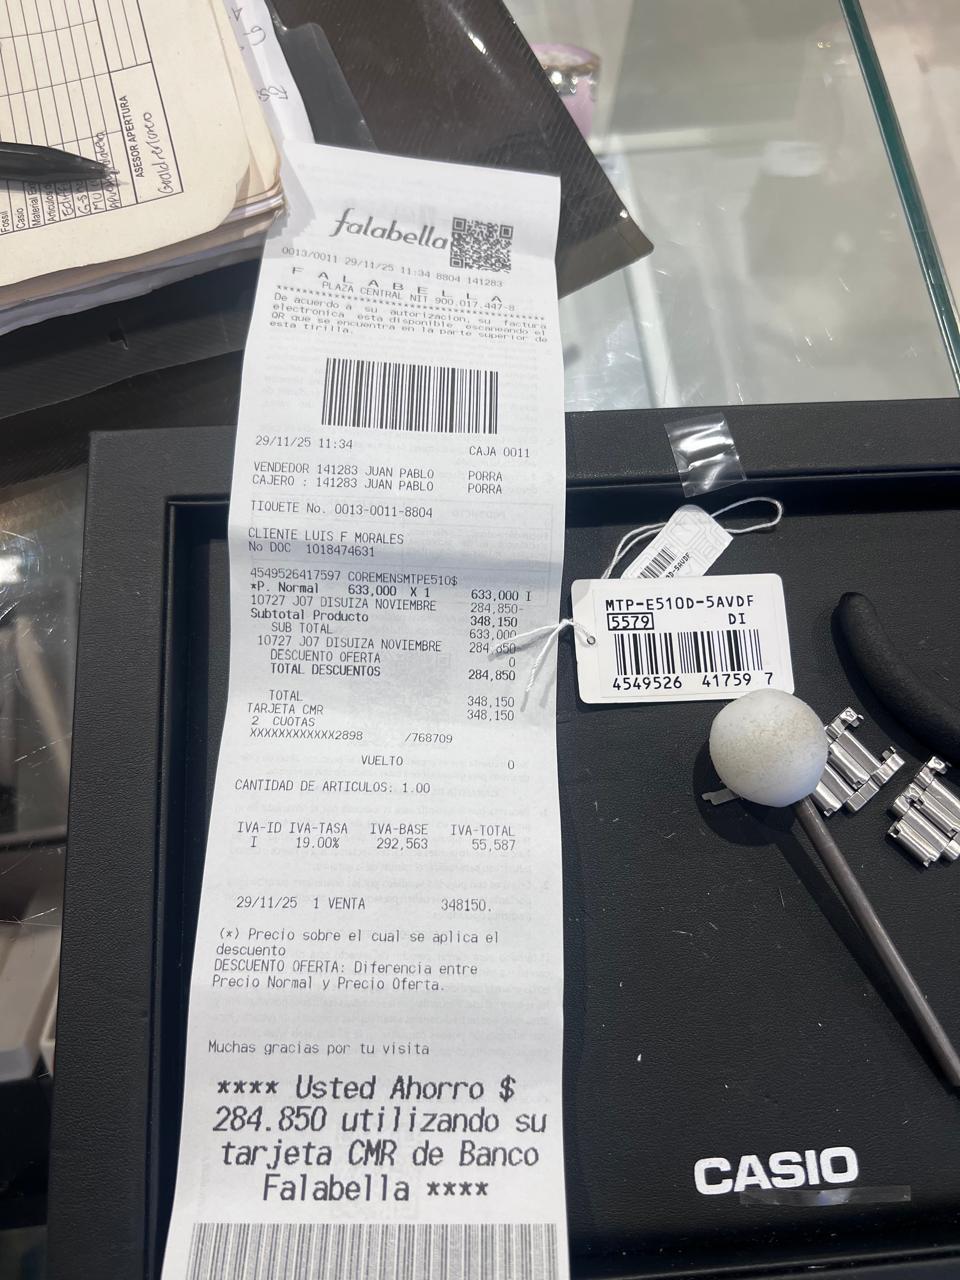 ASESOR APERTURA
Fossil
Casio
falabella
0013/0011 29/11/25 11:34 8804 141283
F A L A B E L L A
PLAZA CENTRAL NIT 900.017.447-8
****************************************
De acuerdo a su autorizacion, su factura
electronica esta disponible escaneando el
QR que se encuentra en la parte superior de
esta tirilla.
29/11/25 11:34 CAJA 0011
VENDEDOR 141283 JUAN PABLO PORRA
CAJERO : 141283 JUAN PABLO PORRA
TIQUETE No. 0013-0011-8804
CLIENTE LUIS F MORALES
No DOC 1018474631
4549526417597 COREMENSMTPE510$
*P. Normal 633,000 X 1 633,000 I
10727 J07 DISUIZA NOVIEMBRE 284,850-
Subtotal Producto 348,150
SUB TOTAL 633,000
10727 J07 DISUIZA NOVIEMBRE 284,850
DESCUENTO OFERTA 0
TOTAL DESCUENTOS 284,850
TOTAL 348,150
TARJETA CMR 348,150
2 CUOTAS
XXXXXXXXXXXX2898 /768709
VUELTO 0
CANTIDAD DE ARTICULOS: 1.00
IVA-ID IVA-TASA IVA-BASE IVA-TOTAL
I 19.00% 292,563 55,587
29/11/25 1 VENTA 348150.
(*) Precio sobre el cual se aplica el
descuento
DESCUENTO OFERTA: Diferencia entre
Precio Normal y Precio Oferta.
Muchas gracias por tu visita
**** Usted Ahorro $
284.850 utilizando su
tarjeta CMR de Banco
Falabella ****
MTP-E510D-5AVDF
5579 DI
4549526 41759 7
CASIO